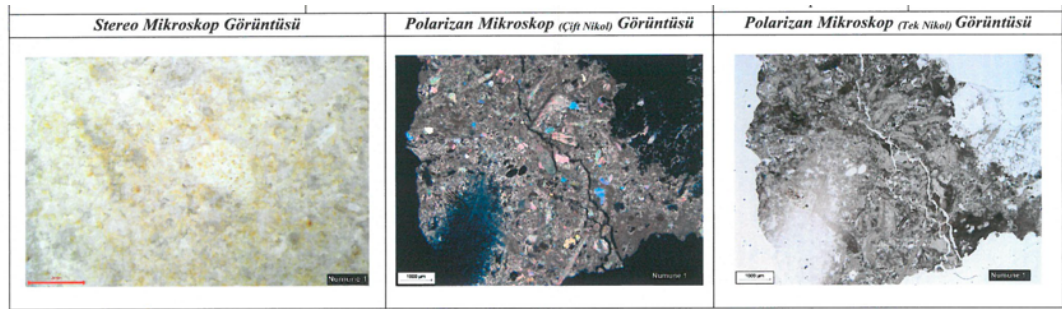 Stereo Mikroskop Görüntüsü
Polarizan Mikroskop (Çift Nikol) Görüntüsü
Polarizan Mikroskop (Tek Nikol) Görüntüsü
Numune 1
1000 µm
Numune 1
1000 µm
Numune 1